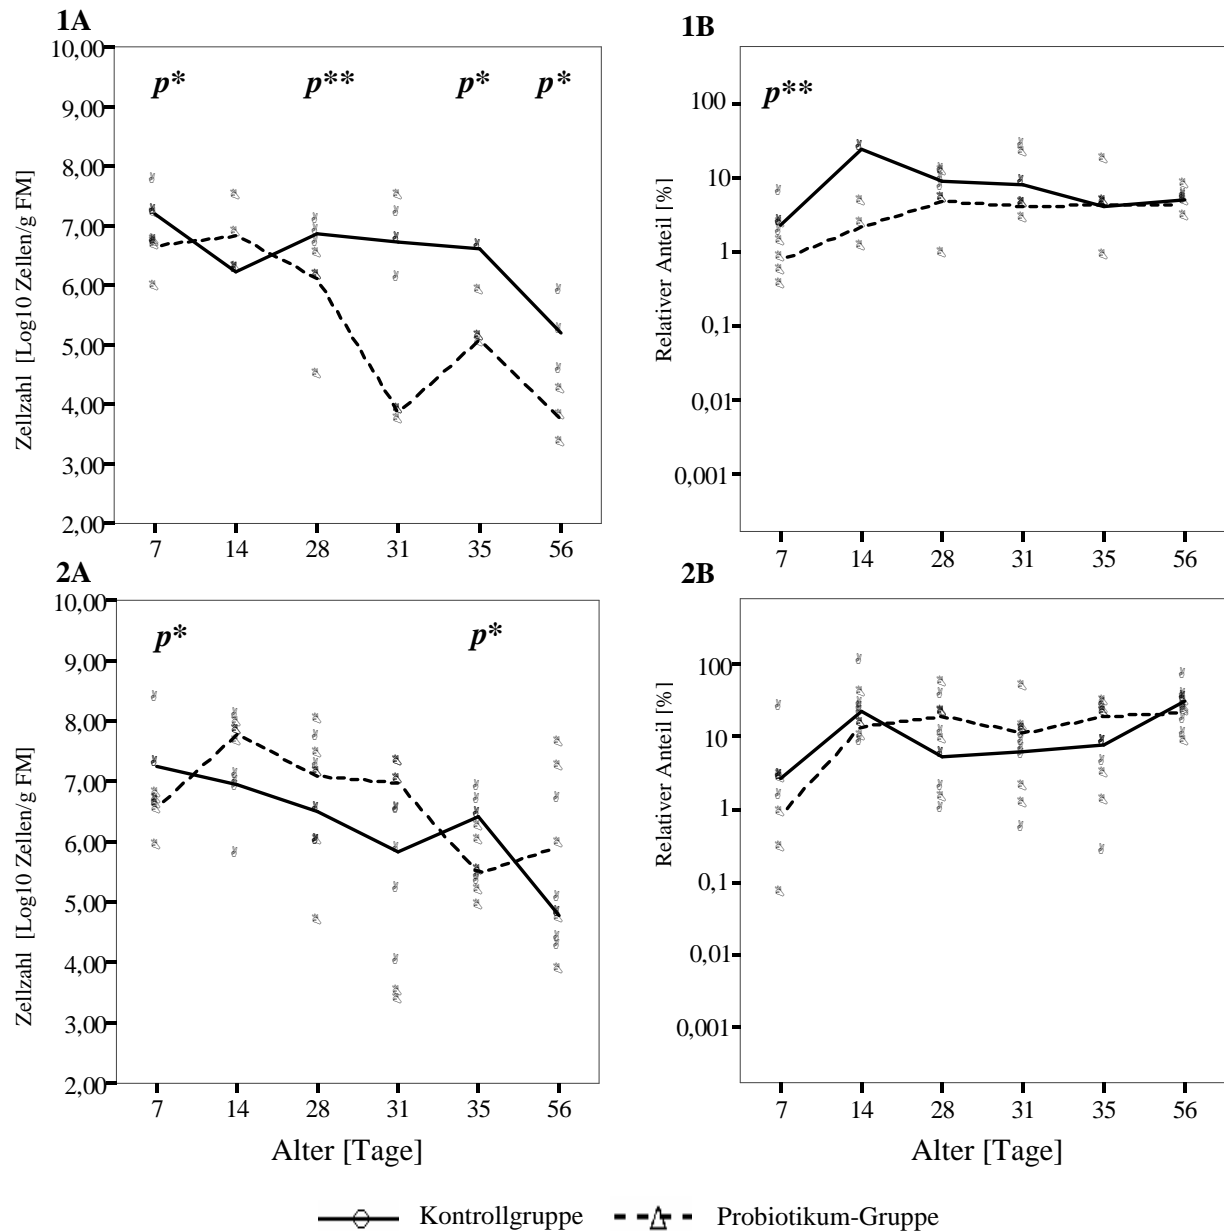 1A
10,00
9,00
8,00
7,00
6,00
5,00
4,00
3,00
2,00
Zellzahl [Log10 Zellen/g FM]
p* p** p* p*
7 14 28 31 35 56
1B
100
10
1
0,1
0,01
0,001
Relativer Anteil [%]
p**
7 14 28 31 35 56
2A
10,00
9,00
8,00
7,00
6,00
5,00
4,00
3,00
2,00
Zellzahl [Log10 Zellen/g FM]
p* p*
7 14 28 31 35 56
Alter [Tage]
2B
100
10
1
0,1
0,01
0,001
Relativer Anteil [%]
7 14 28 31 35 56
Alter [Tage]
Kontrollgruppe Probiotikum-Gruppe